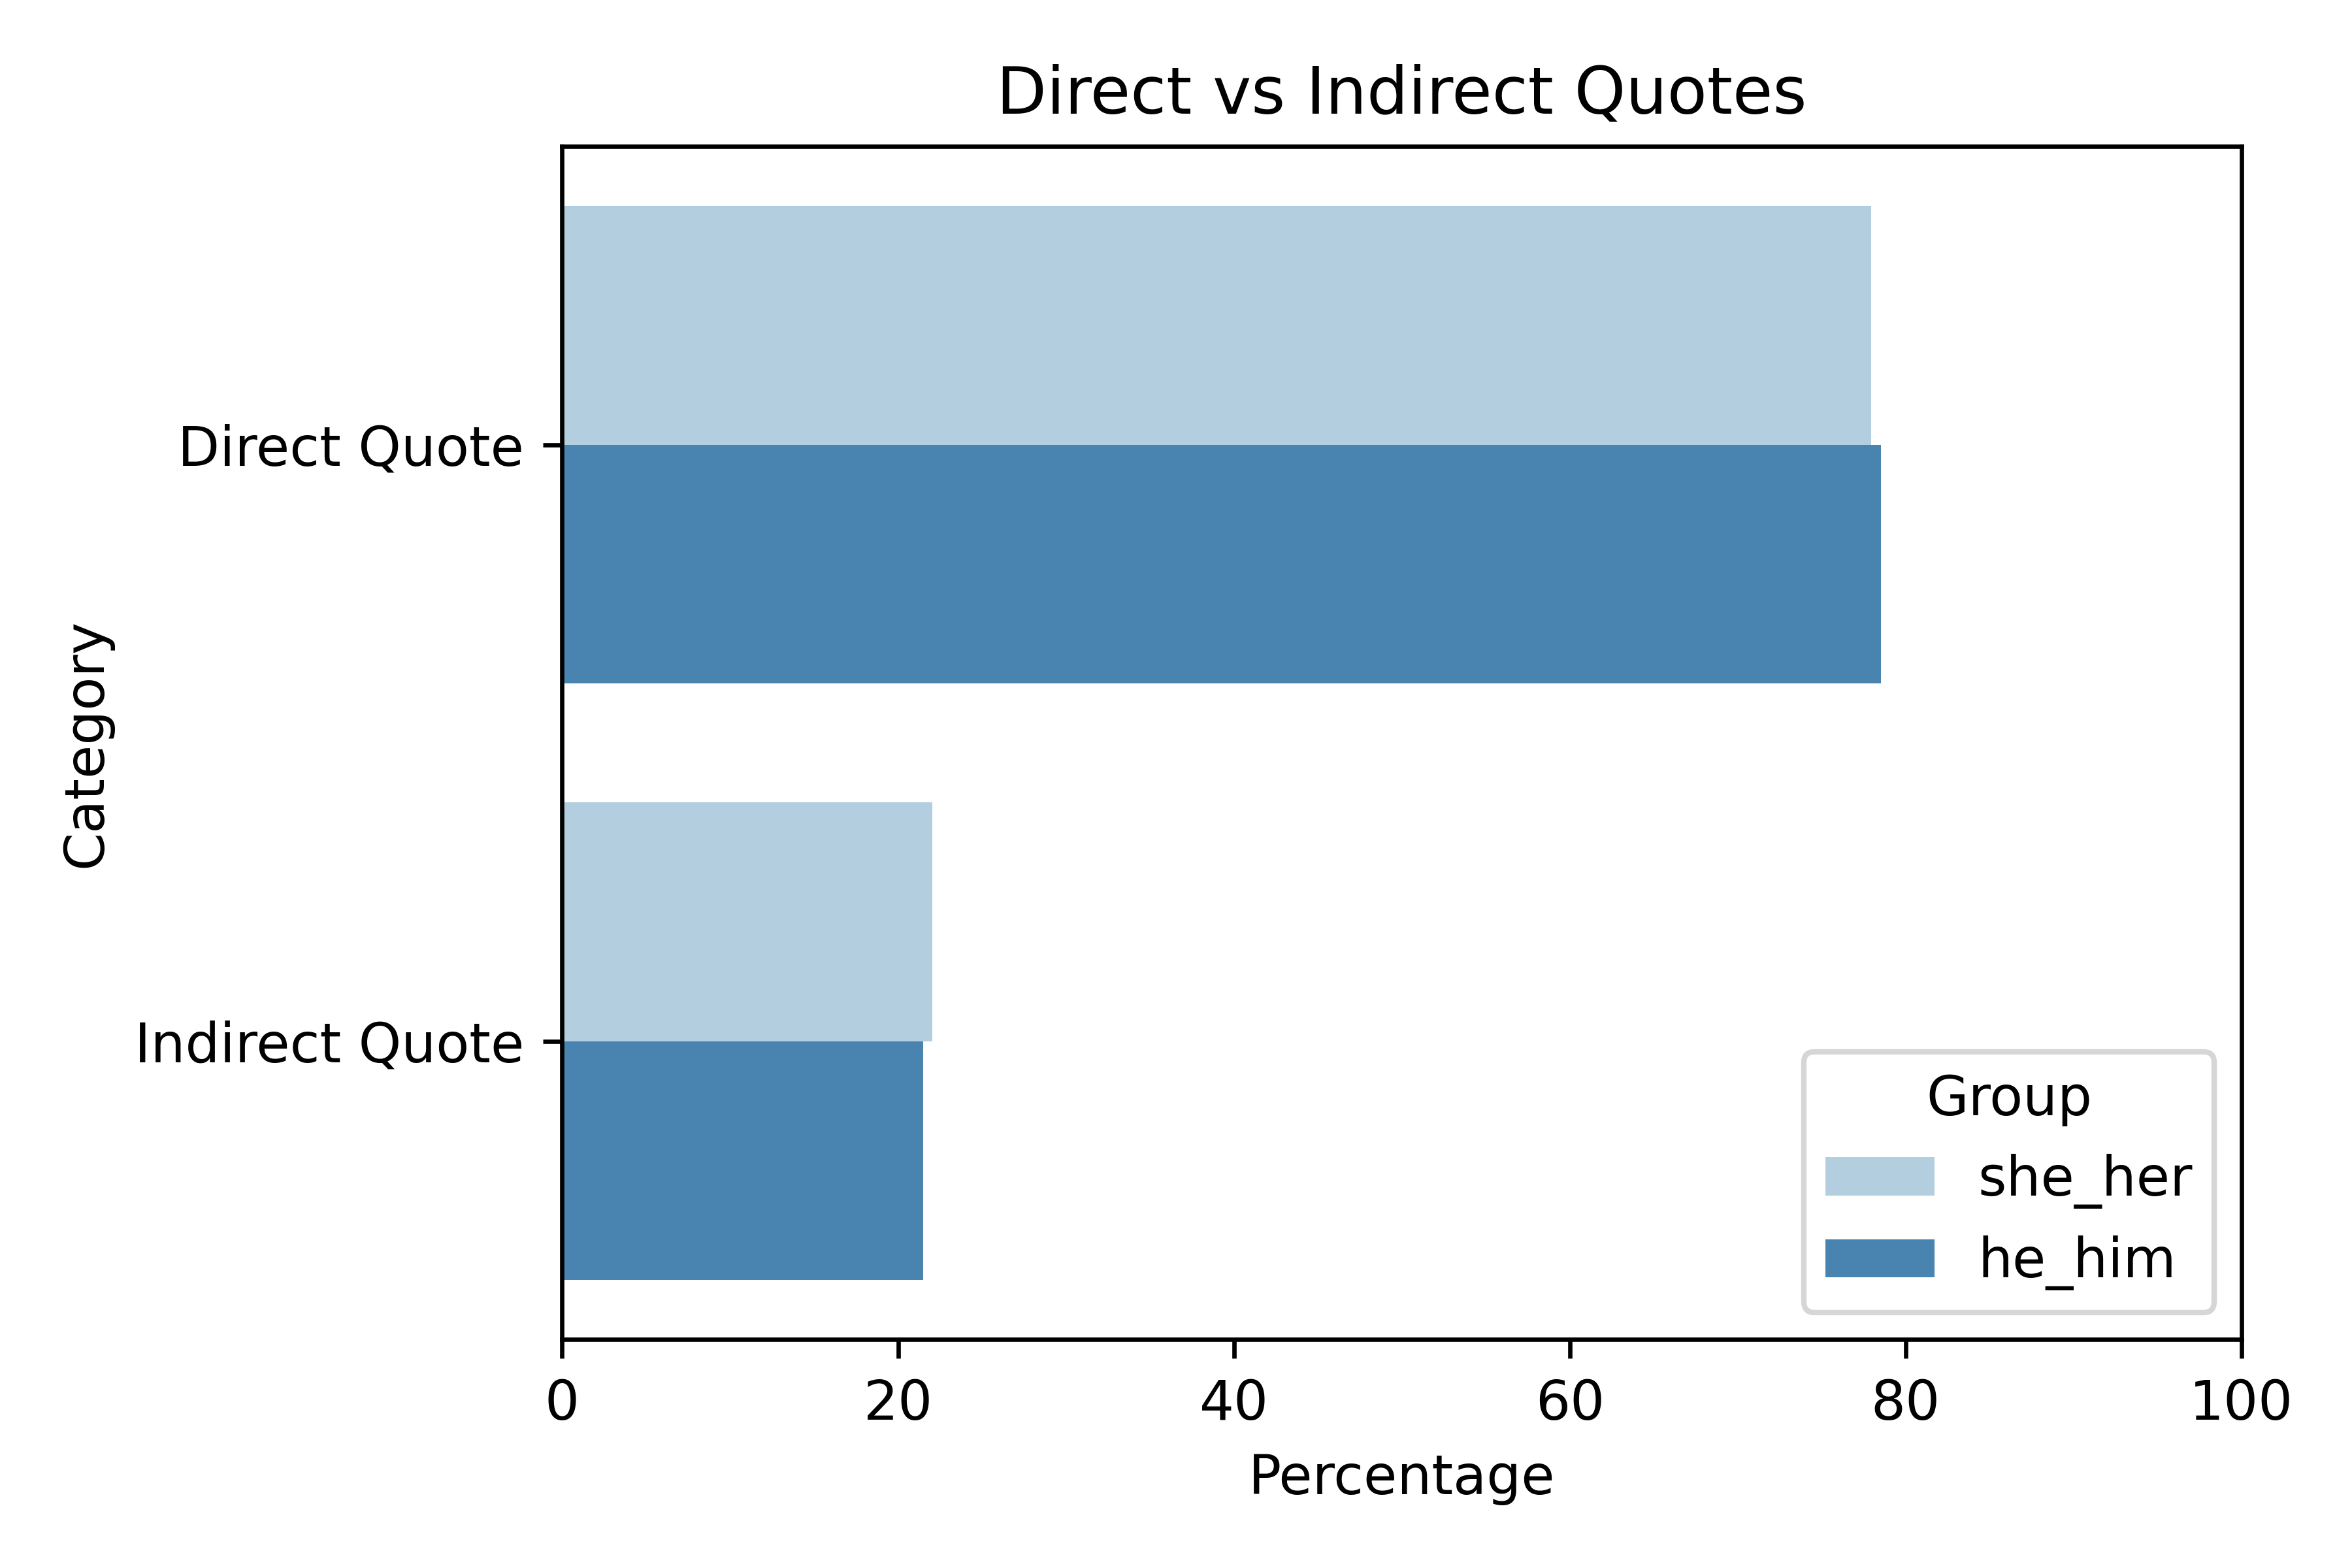 Direct vs Indirect Quotes
Category
Direct Quote
Indirect Quote
Group
she_her
he_him
0 20 40 60 80 100
Percentage